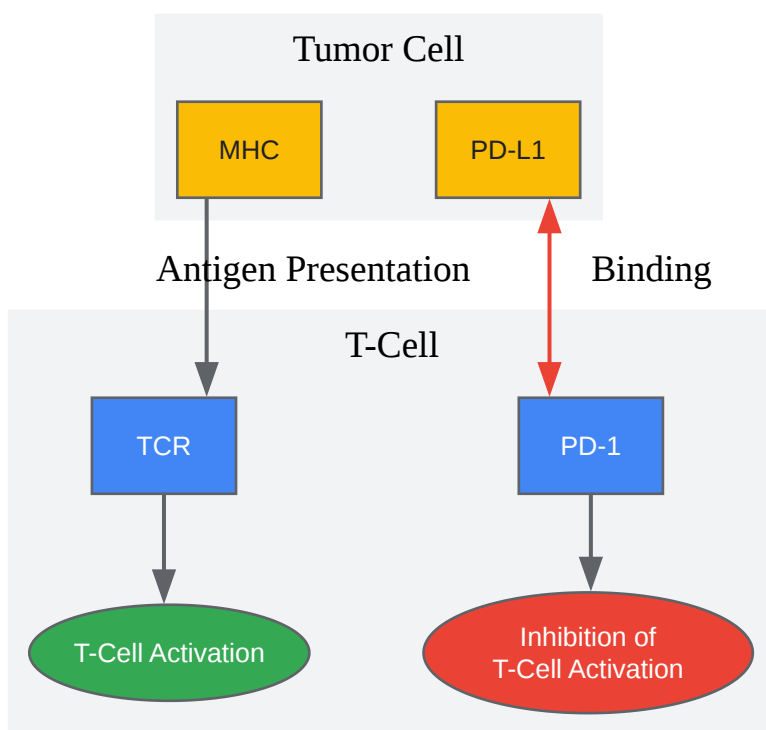 Tumor Cell
MHC
PD-L1
Antigen Presentation
Binding
T-Cell
TCR
PD-1
T-Cell Activation
Inhibition of
T-Cell Activation